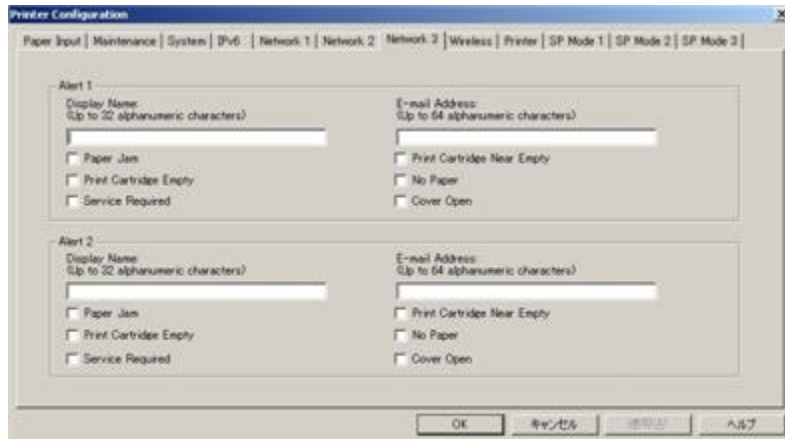 Printer Configuration
Paper Input | Maintenance | System | IPv6 | Network 1 | Network 2 | Network 3 | Wireless | Printer | SP Mode 1 | SP Mode 2 | SP Mode 3
Alert 1
Display Name: E-mail Address:
(Up to 32 alphanumeric characters) (Up to 64 alphanumeric characters)
Paper Jam Print Cartridge Near Empty
Print Cartridge Empty No Paper
Service Required Cover Open
Alert 2
Display Name: E-mail Address:
(Up to 32 alphanumeric characters) (Up to 64 alphanumeric characters)
Paper Jam Print Cartridge Near Empty
Print Cartridge Empty No Paper
Service Required Cover Open
OK キャンセル ヘルプ